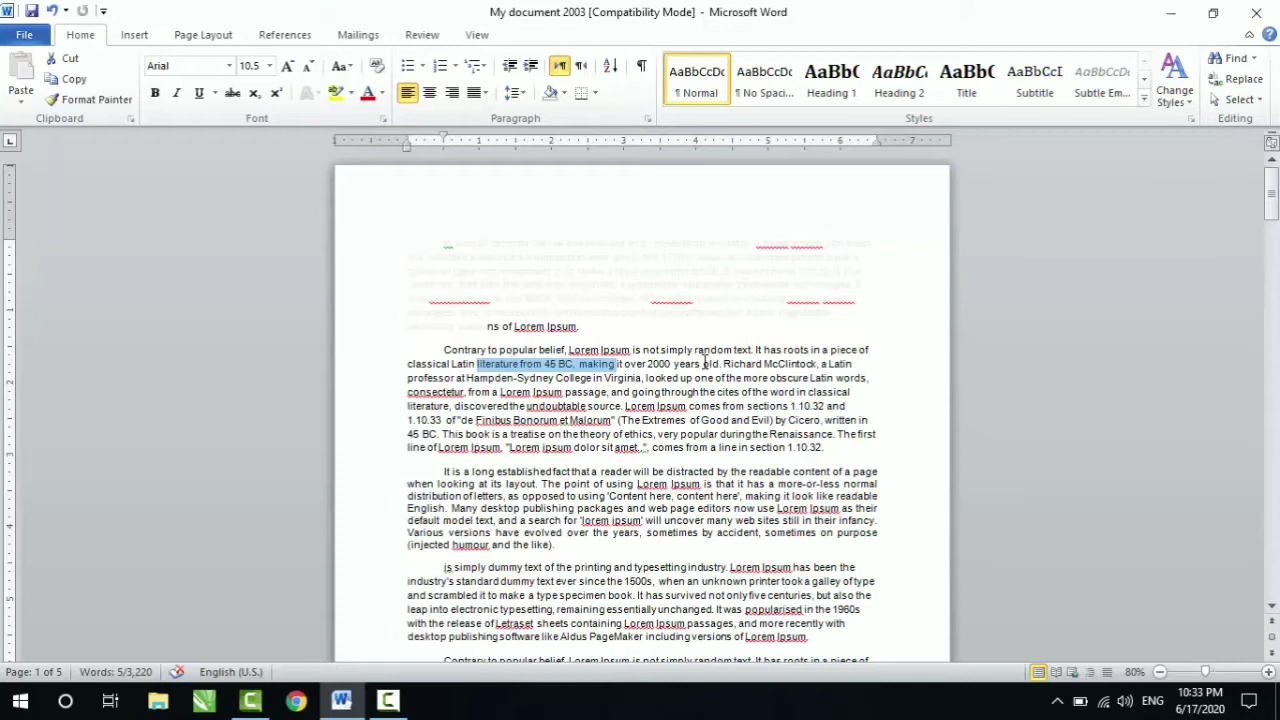 My document 2003 [Compatibility Mode] - Microsoft Word
File Home Insert Page Layout References Mailings Review View
Paste
Cut
Copy
Format Painter
Clipboard
Arial 10.5
B I U abc x₂ x²
Font
Paragraph
AaBbCcDc AaBbCcDc AaBbC AaBbCc AaBbC AaBbCcI AaBbCcDc
¶ Normal ¶ No Spaci... Heading 1 Heading 2 Title Subtitle Subtle Em...
Change
Styles
Styles
Find
Replace
Select
Editing
1 1 2 3 4 5 6 7
ns of Lorem Ipsum.
Contrary to popular belief, Lorem Ipsum is not simply random text. It has roots in a piece of
classical Latin literature from 45 BC, making it over 2000 years old. Richard McClintock, a Latin
professor at Hampden-Sydney College in Virginia, looked up one of the more obscure Latin words,
consectetur, from a Lorem Ipsum passage, and going through the cites of the word in classical
literature, discovered the undoubtable source. Lorem Ipsum comes from sections 1.10.32 and
1.10.33 of "de Finibus Bonorum et Malorum" (The Extremes of Good and Evil) by Cicero, written in
45 BC. This book is a treatise on the theory of ethics, very popular during the Renaissance. The first
line of Lorem Ipsum, "Lorem ipsum dolor sit amet..", comes from a line in section 1.10.32.
It is a long established fact that a reader will be distracted by the readable content of a page
when looking at its layout. The point of using Lorem Ipsum is that it has a more-or-less normal
distribution of letters, as opposed to using 'Content here, content here', making it look like readable
English. Many desktop publishing packages and web page editors now use Lorem Ipsum as their
default model text, and a search for 'lorem ipsum' will uncover many web sites still in their infancy.
Various versions have evolved over the years, sometimes by accident, sometimes on purpose
(injected humour and the like).
is simply dummy text of the printing and typesetting industry. Lorem Ipsum has been the
industry's standard dummy text ever since the 1500s, when an unknown printer took a galley of type
and scrambled it to make a type specimen book. It has survived not only five centuries, but also the
leap into electronic typesetting, remaining essentially unchanged. It was popularised in the 1960s
with the release of Letraset sheets containing Lorem Ipsum passages, and more recently with
desktop publishing software like Aldus PageMaker including versions of Lorem Ipsum.
Contrary to popular belief, Lorem Ipsum is not simply random text. It has roots in a piece of
Page: 1 of 5 Words: 5/3,220 English (U.S.) 80%
ENG
10:33 PM
6/17/2020